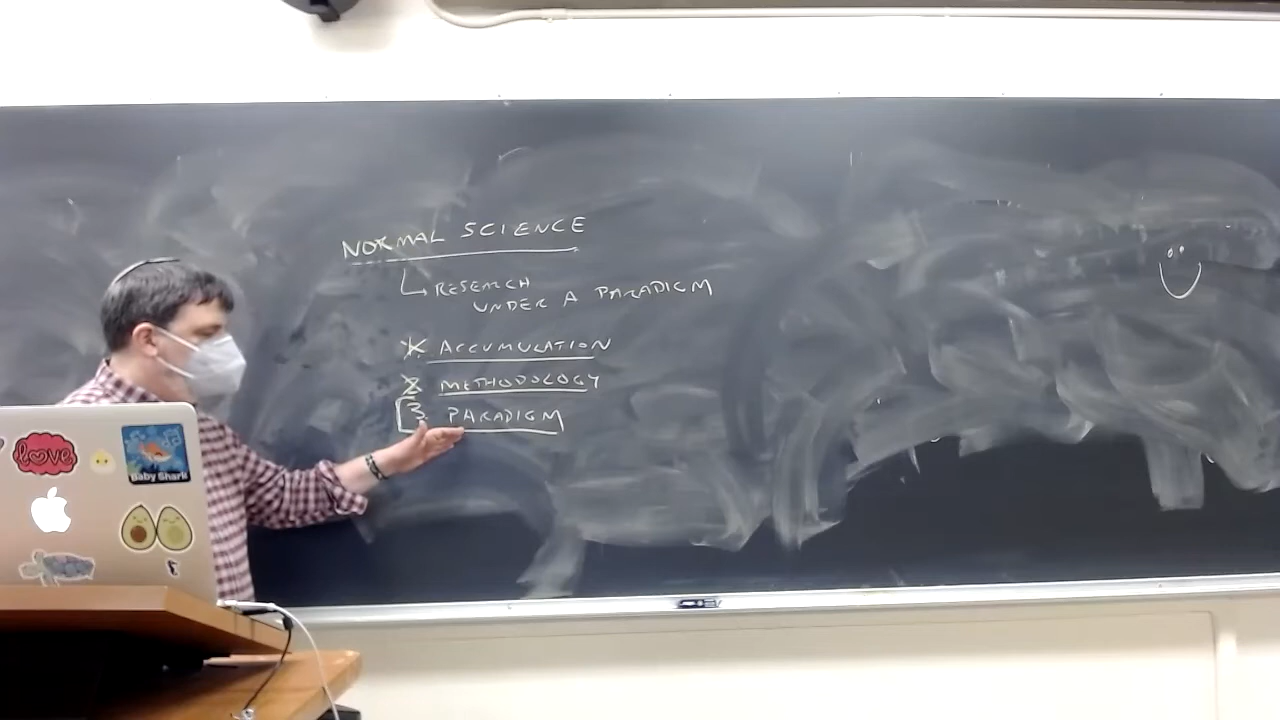 NORMAL SCIENCE
RESEARCH
UNDER A PARADIGM
1. ACCUMULATION
2. METHODOLOGY
3. PARADIGM
love
Baby Shark